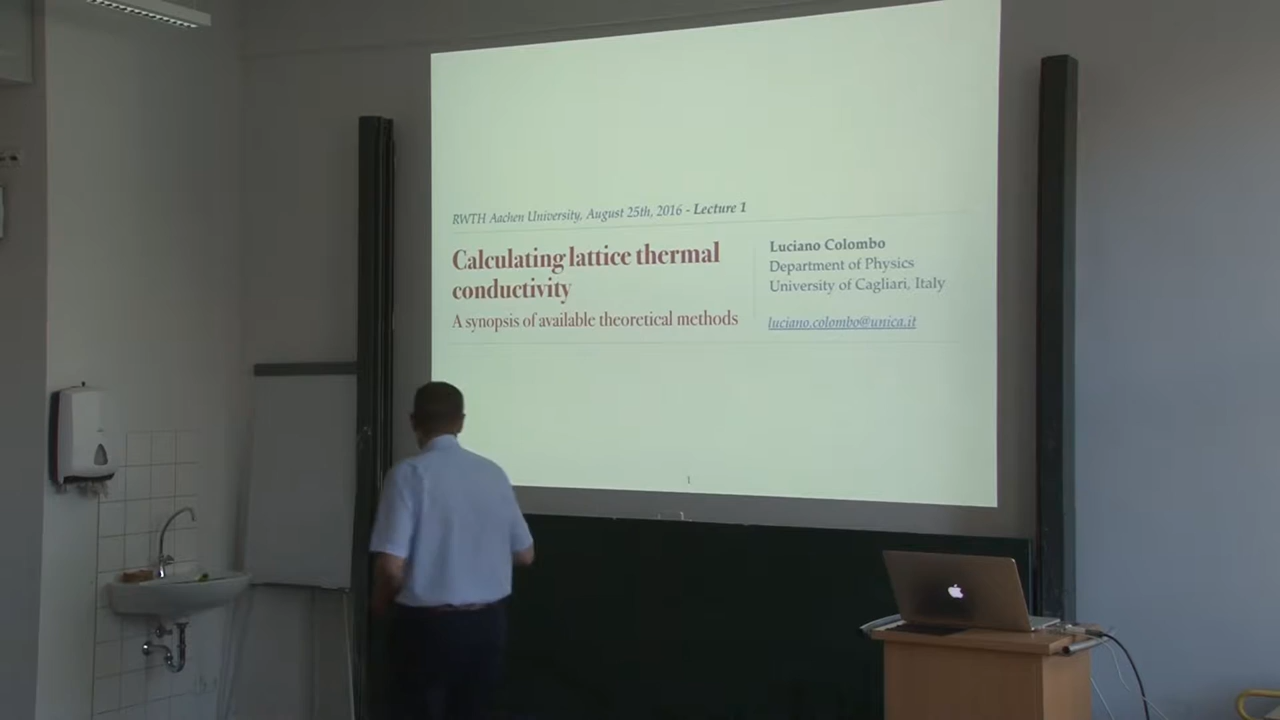 RWTH Aachen University, August 25th, 2016 - Lecture 1
Calculating lattice thermal
conductivity
A synopsis of available theoretical methods
Luciano Colombo
Department of Physics
University of Cagliari, Italy
luciano.colombo@unica.it
1